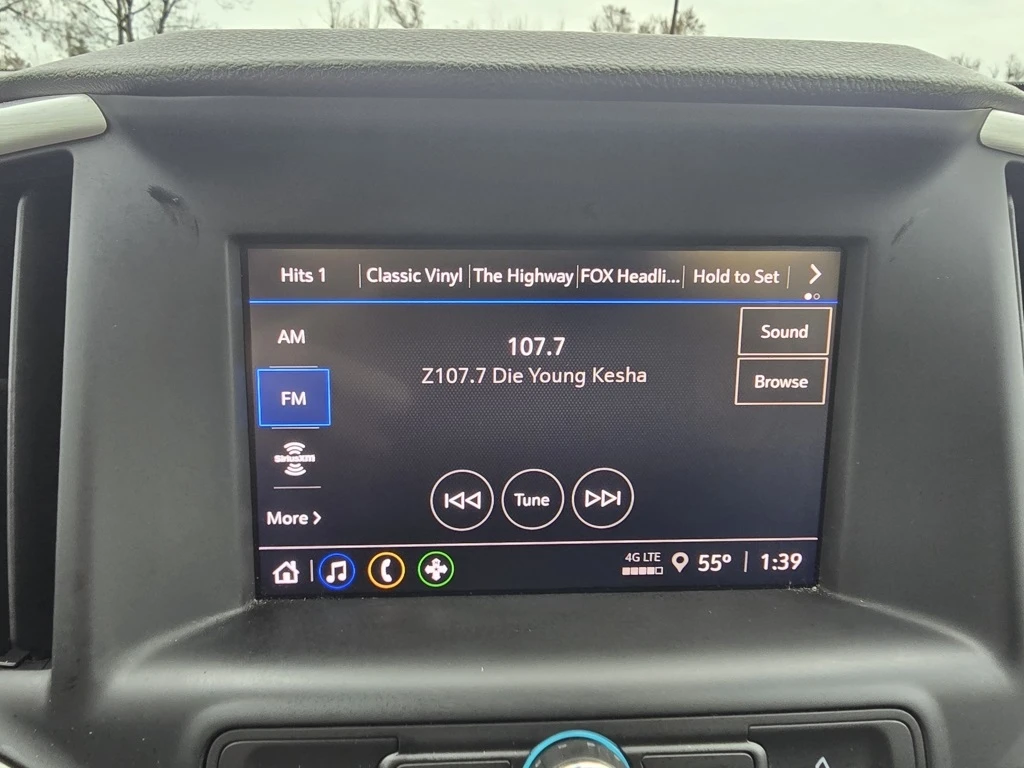 Hits 1 Classic Vinyl The Highway FOX Headli... Hold to Set
AM
107.7
Sound
Z107.7 Die Young Kesha
Browse
FM
SiriusXM
Tune
More
4G LTE
55° 1:39